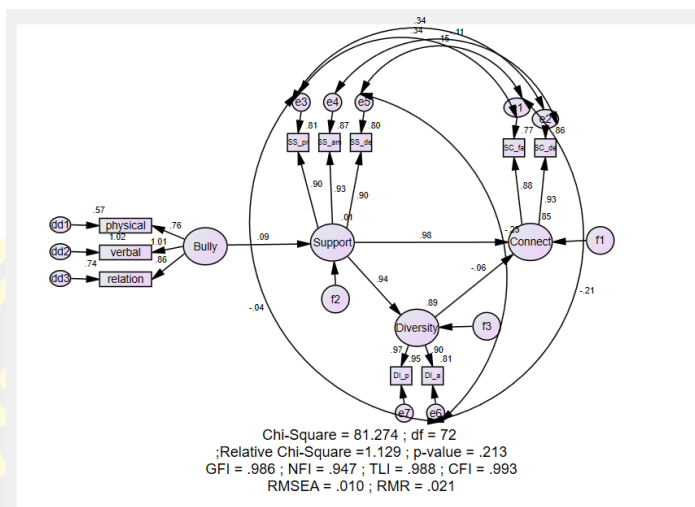 .34
.34
-.11
.15
e3 e4 e5 e1 e2
.81 .87 .80 .77 .86
SS_pr SS_am SS_de SC_fa SC_de
.90 .93 .90 .88 .93
.57
dd1 physical .76
1.02 1.01
dd2 verbal Bully .09 .01 Support .98 -.23 .85 Connect f1
.74 .86
dd3 relation
.94 -.06
f2 .89 -.21
-.04 Diversity f3
.97 .95 .90 .81
DI_p DI_a
e7 e6
Chi-Square = 81.274 ; df = 72
;Relative Chi-Square =1.129 ; p-value = .213
GFI = .986 ; NFI = .947 ; TLI = .988 ; CFI = .993
RMSEA = .010 ; RMR = .021